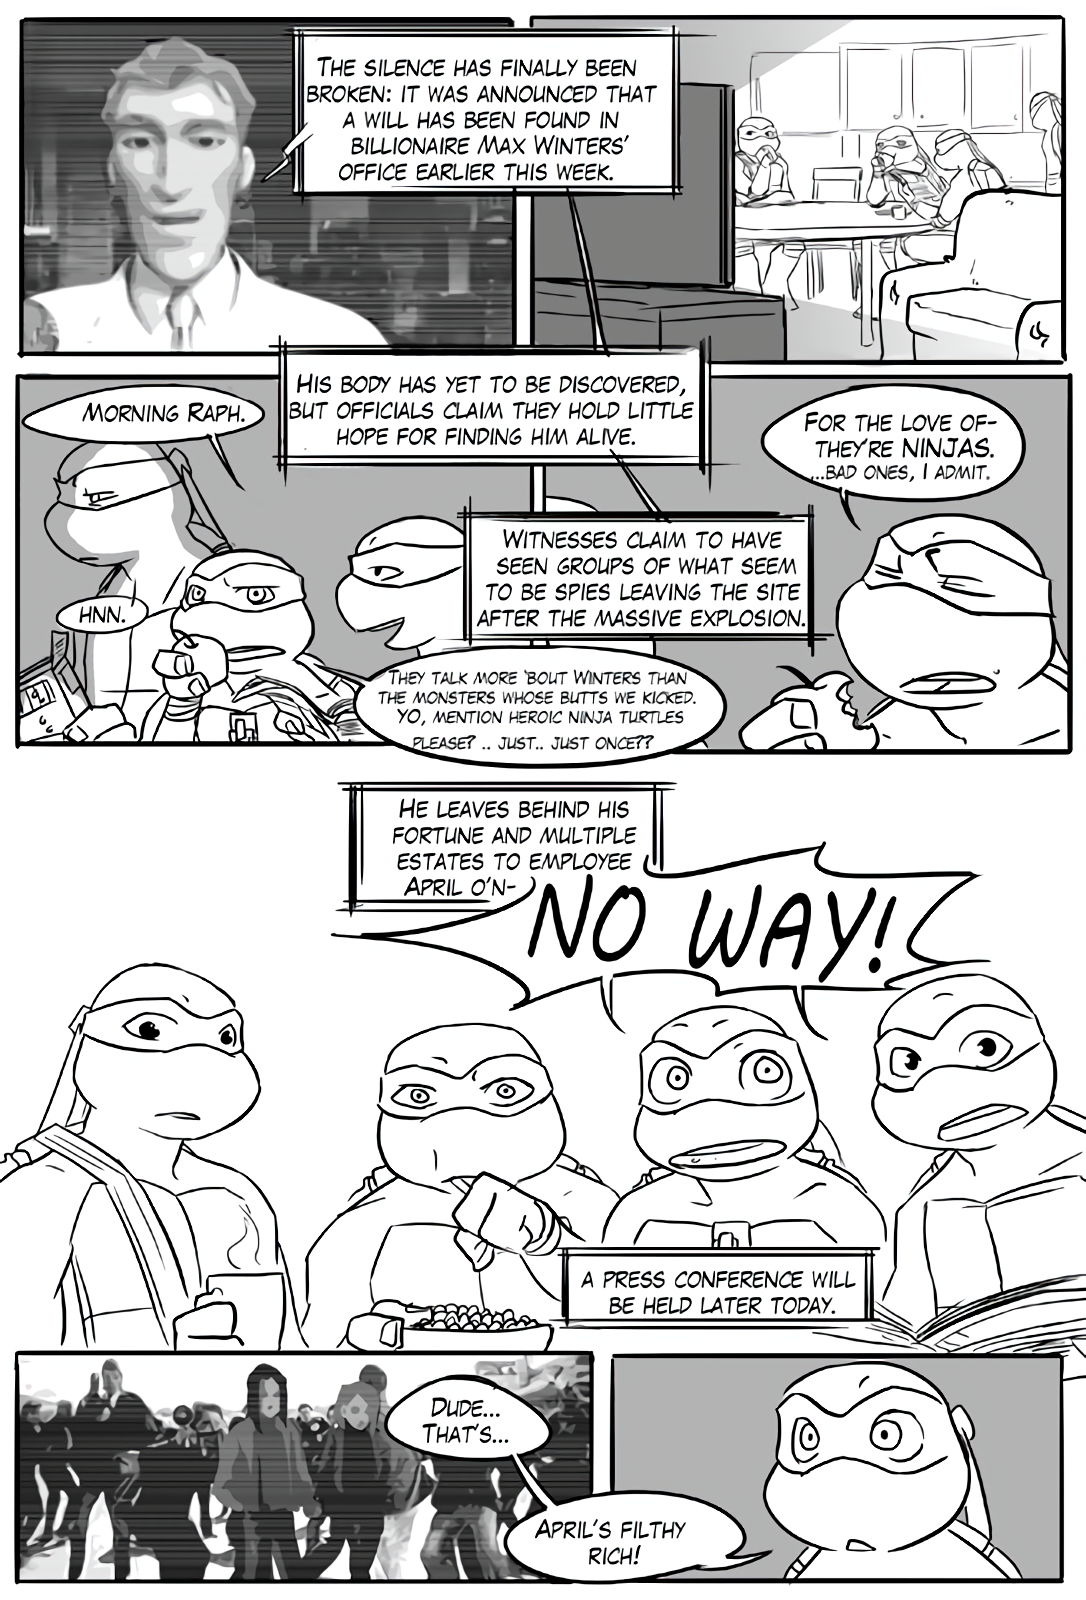 THE SILENCE HAS FINALLY BEEN
BROKEN: IT WAS ANNOUNCED THAT
A WILL HAS BEEN FOUND IN
BILLIONAIRE MAX WINTERS'
OFFICE EARLIER THIS WEEK.
HIS BODY HAS YET TO BE DISCOVERED,
BUT OFFICIALS CLAIM THEY HOLD LITTLE
HOPE FOR FINDING HIM ALIVE.
MORNING RAPH.
HNN.
WITNESSES CLAIM TO HAVE
SEEN GROUPS OF WHAT SEEM
TO BE SPIES LEAVING THE SITE
AFTER THE MASSIVE EXPLOSION.
THEY TALK MORE 'BOUT WINTERS THAN
THE MONSTERS WHOSE BUTTS WE KICKED.
YO, MENTION HEROIC NINJA TURTLES
PLEASE? .. JUST.. JUST ONCE??
FOR THE LOVE OF-
THEY'RE NINJAS.
...BAD ONES, I ADMIT.
HE LEAVES BEHIND HIS
FORTUNE AND MULTIPLE
ESTATES TO EMPLOYEE
APRIL O'N-
NO WAY!
A PRESS CONFERENCE WILL
BE HELD LATER TODAY.
DUDE...
THAT'S...
APRIL'S FILTHY
RICH!